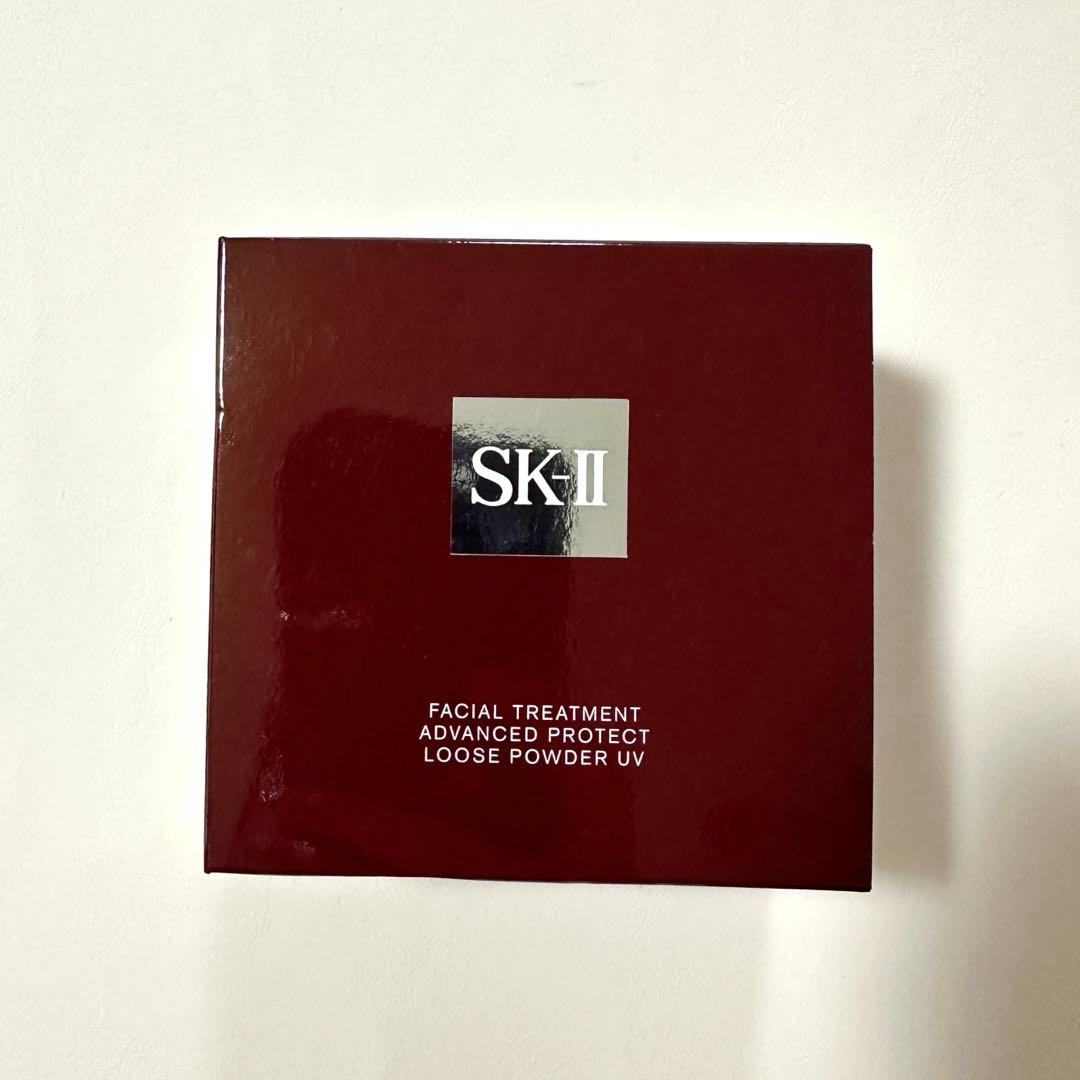 SK-II
FACIAL TREATMENT
ADVANCED PROTECT
LOOSE POWDER UV